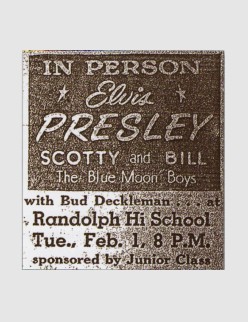 IN PERSON
Elvis
PRESLEY
SCOTTY and BILL
The Blue Moon Boys
with Bud Deckleman . . . at
Randolph Hi School
Tue., Feb. 1, 8 P.M.
sponsored by Junior Class